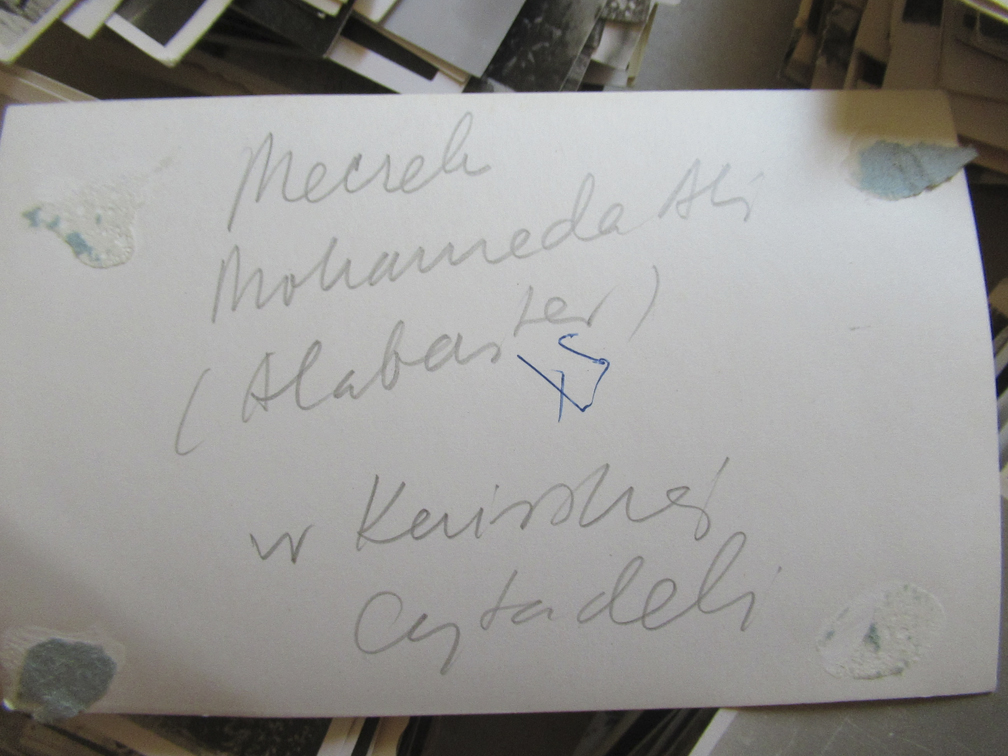 Meczet
Mohameda Ali
(Alabaster)
w Kairskiej
Cytadeli